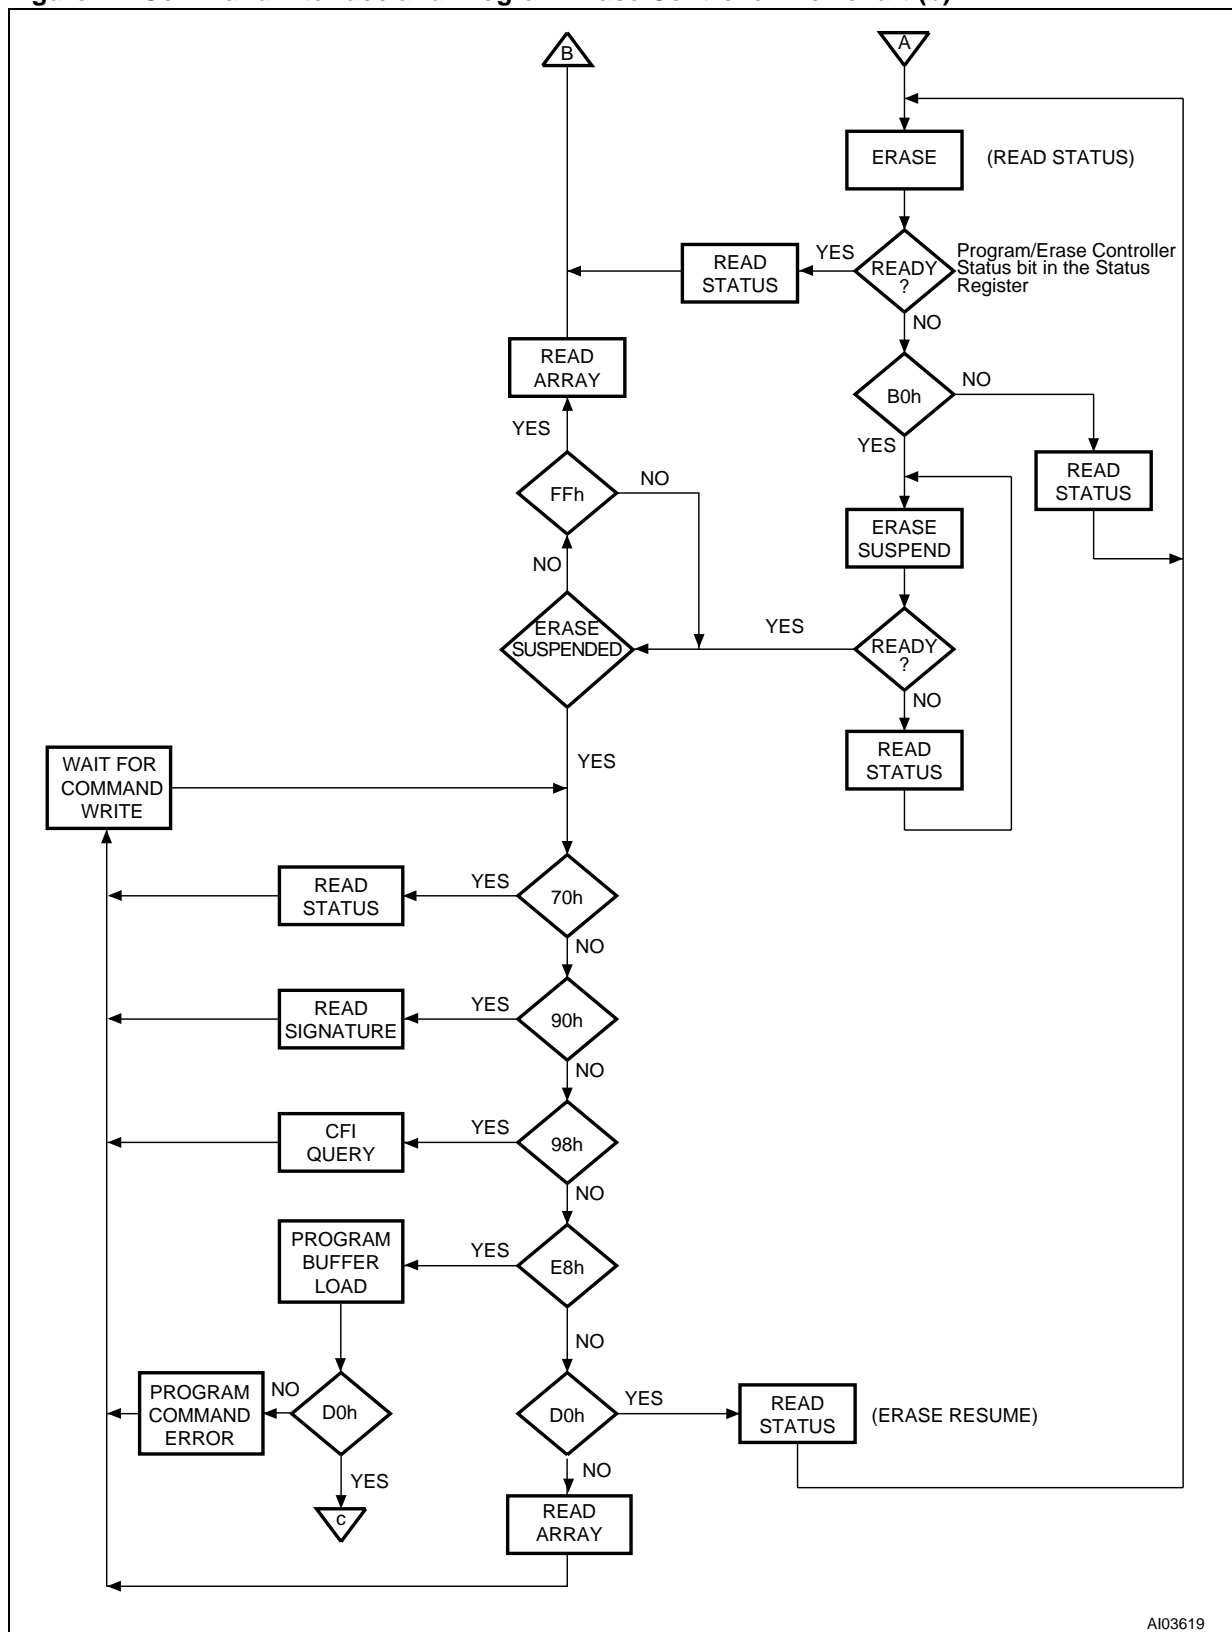 B
A
ERASE
(READ STATUS)
YES
READ
STATUS
READY
?
Program/Erase Controller
Status bit in the Status
Register
NO
READ
ARRAY
B0h
NO
YES
YES
READ
STATUS
FFh
NO
ERASE
SUSPEND
NO
ERASE
SUSPENDED
YES
READY
?
NO
YES
READ
STATUS
WAIT FOR
COMMAND
WRITE
READ
STATUS
YES
70h
NO
READ
SIGNATURE
YES
90h
NO
CFI
QUERY
YES
98h
NO
PROGRAM
BUFFER
LOAD
YES
E8h
NO
PROGRAM
COMMAND
ERROR
NO
D0h
D0h
YES
READ
STATUS
(ERASE RESUME)
YES
NO
c
READ
ARRAY
AI03619